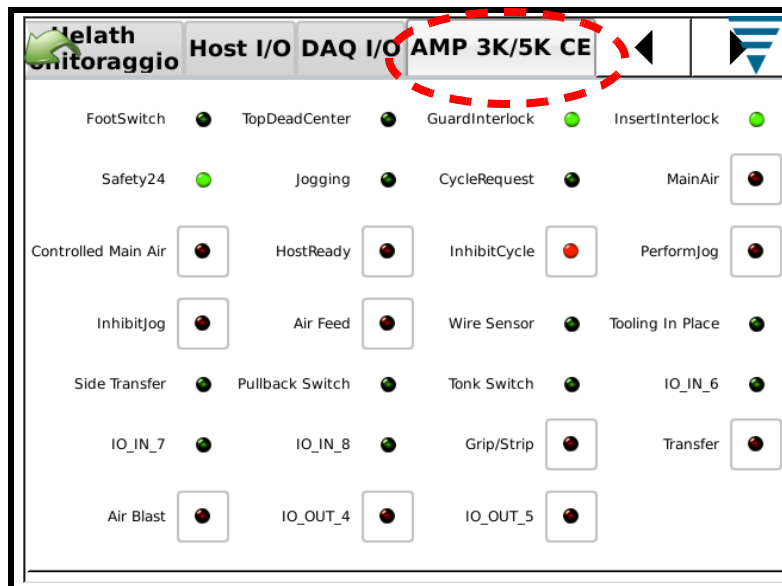 Helath
onitoraggio
Host I/O
DAQ I/O
AMP 3K/5K CE
FootSwitch TopDeadCenter GuardInterlock InsertInterlock
Safety24 Jogging CycleRequest MainAir
Controlled Main Air HostReady InhibitCycle PerformJog
InhibitJog Air Feed Wire Sensor Tooling In Place
Side Transfer Pullback Switch Tonk Switch IO_IN_6
IO_IN_7 IO_IN_8 Grip/Strip Transfer
Air Blast IO_OUT_4 IO_OUT_5